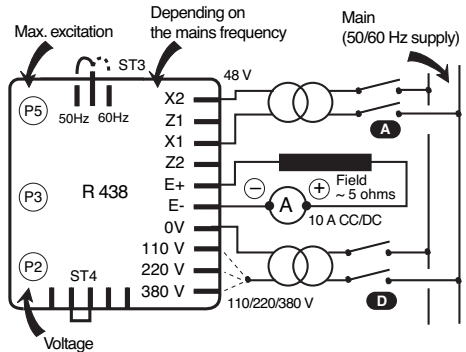 Max. excitation
Depending on
the mains frequency
Main
(50/60 Hz supply)
ST3
48 V
P5
50Hz
60Hz
X2
Z1
X1
Z2
E+
E-
0V
110 V
220 V
380 V
A
P3
R 438
Field
~ 5 ohms
− A +
10 A CC/DC
P2
ST4
110/220/380 V
D
Voltage